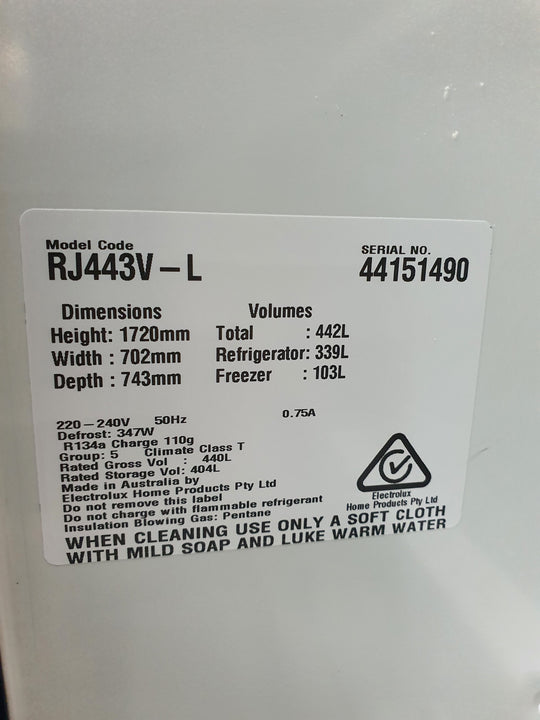 Model Code
RJ443V-L
SERIAL NO.
44151490
Dimensions
Height: 1720mm
Width : 702mm
Depth : 743mm
Volumes
Total : 442L
Refrigerator: 339L
Freezer : 103L
220-240V 50Hz 0.75A
Defrost: 347W
R134a Charge 110g
Group: 5 Climate Class T
Rated Gross Vol : 440L
Rated Storage Vol: 404L
Made in Australia by
Electrolux Home Products Pty Ltd
Do not remove this label
Do not charge with flammable refrigerant
Insulation Blowing Gas: Pentane
Electrolux
Home Products Pty Ltd
WHEN CLEANING USE ONLY A SOFT CLOTH
WITH MILD SOAP AND LUKE WARM WATER